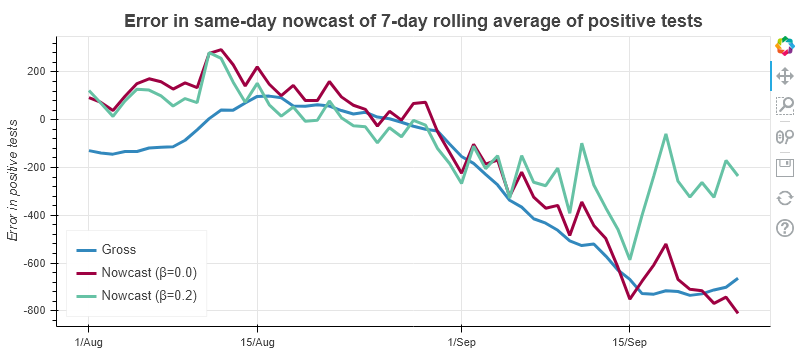 Error in same-day nowcast of 7-day rolling average of positive tests
Error in positive tests
200
0
-200
-400
-600
-800
Gross
Nowcast (β=0.0)
Nowcast (β=0.2)
1/Aug
15/Aug
1/Sep
15/Sep